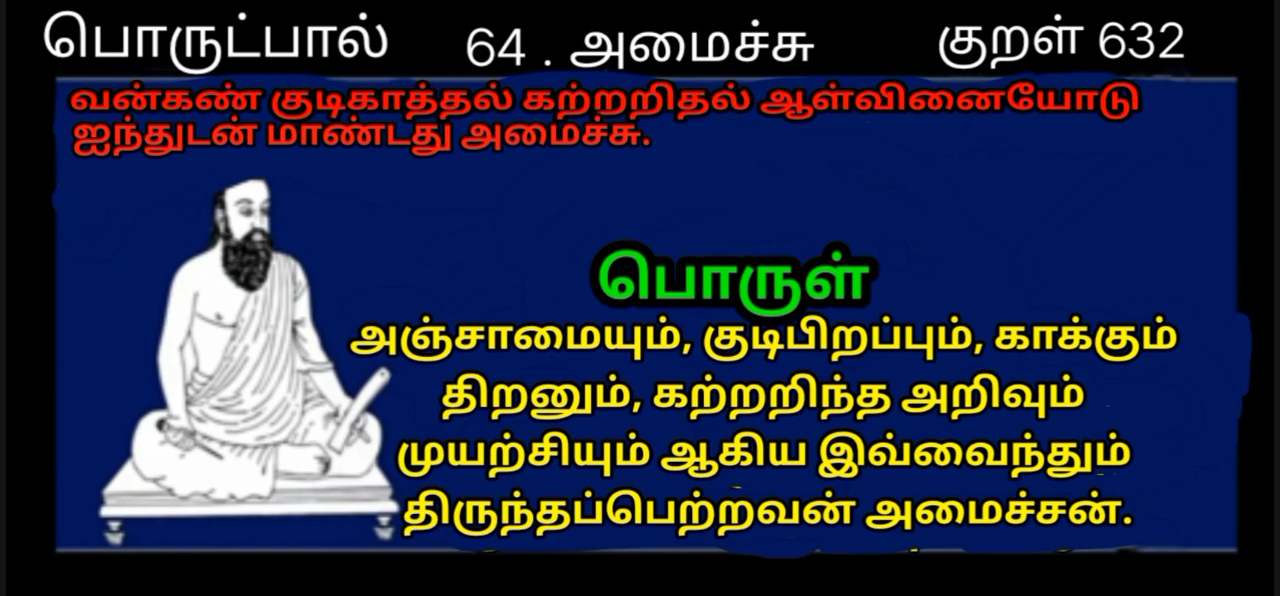 பொருட்பால் 64 . அமைச்சு குறள் 632
வன்கண் குடிகாத்தல் கற்றறிதல் ஆள்வினையோடு
ஐந்துடன் மாண்டது அமைச்சு.
பொருள்
அஞ்சாமையும், குடிபிறப்பும், காக்கும்
திறனும், கற்றறிந்த அறிவும்
முயற்சியும் ஆகிய இவ்வைந்தும்
திருந்தப்பெற்றவன் அமைச்சன்.